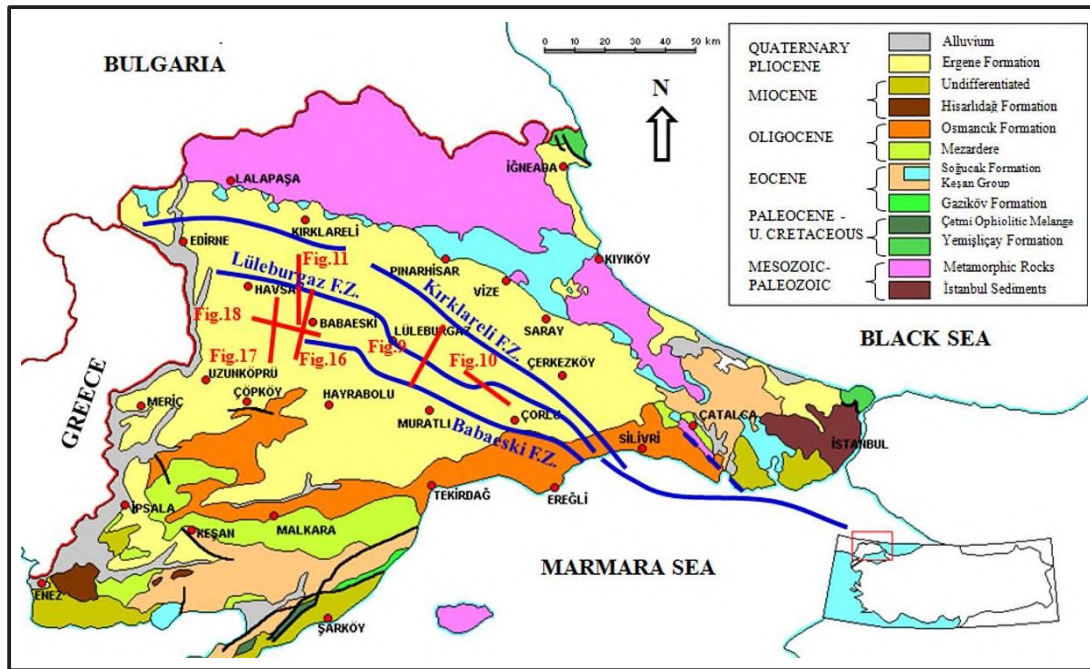 BULGARIA
0 10 20 30 40 50 km
N
QUATERNARY
PLIOCENE
MIOCENE
OLIGOCENE
EOCENE
PALEOCENE -
U. CRETACEOUS
MESOZOIC-
PALEOZOIC
Alluvium
Ergene Formation
Undifferentiated
Hisarlıdağ Formation
Osmancık Formation
Mezardere
Soğucak Formation
Keşan Group
Gaziköy Formation
Çetmi Ophiolitic Melange
Yemişliçay Formation
Metamorphic Rocks
İstanbul Sediments
İĞNEADA
LALAPAŞA
KIRKLARELİ
EDİRNE
Fig.11
PINARHİSAR
KIYIKÖY
Lüleburgaz F.Z.
HAVSA
VİZE
Kırklareli F.Z.
Fig.18
BABAESKİ
LÜLEBURGAZ
SARAY
BLACK SEA
Fig.17
Fig.16
Fig.9
Fig.10
ÇERKEZKÖY
UZUNKÖPRÜ
GREECE
MERİÇ
ÇÖPKÖY
HAYRABOLU
MURATLI
ÇORLU
ÇATALCA
Babaeski F.Z.
SİLİVRİ
İSTANBUL
TEKİRDAĞ
EREĞLİ
İPSALA
KEŞAN
MALKARA
MARMARA SEA
ENEZ
ŞARKÖY